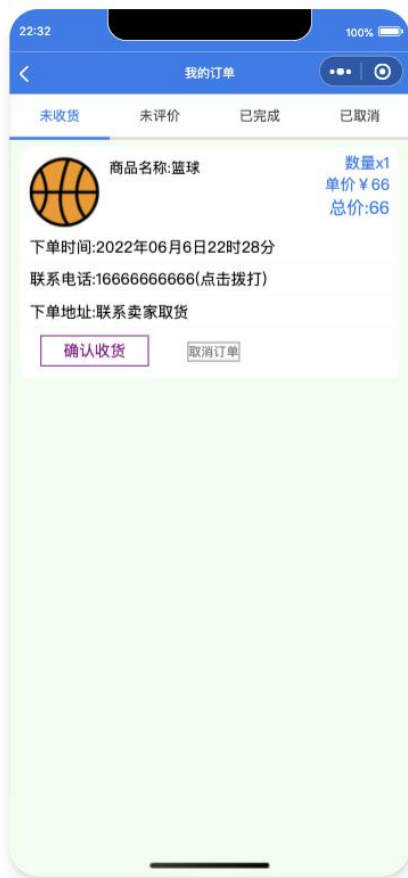 22:32
100%
我的订单
未收货 未评价 已完成 已取消
商品名称:篮球
数量x1
单价￥66
总价:66
下单时间:2022年06月6日22时28分
联系电话:16666666666(点击拨打)
下单地址:联系卖家取货
确认收货 取消订单